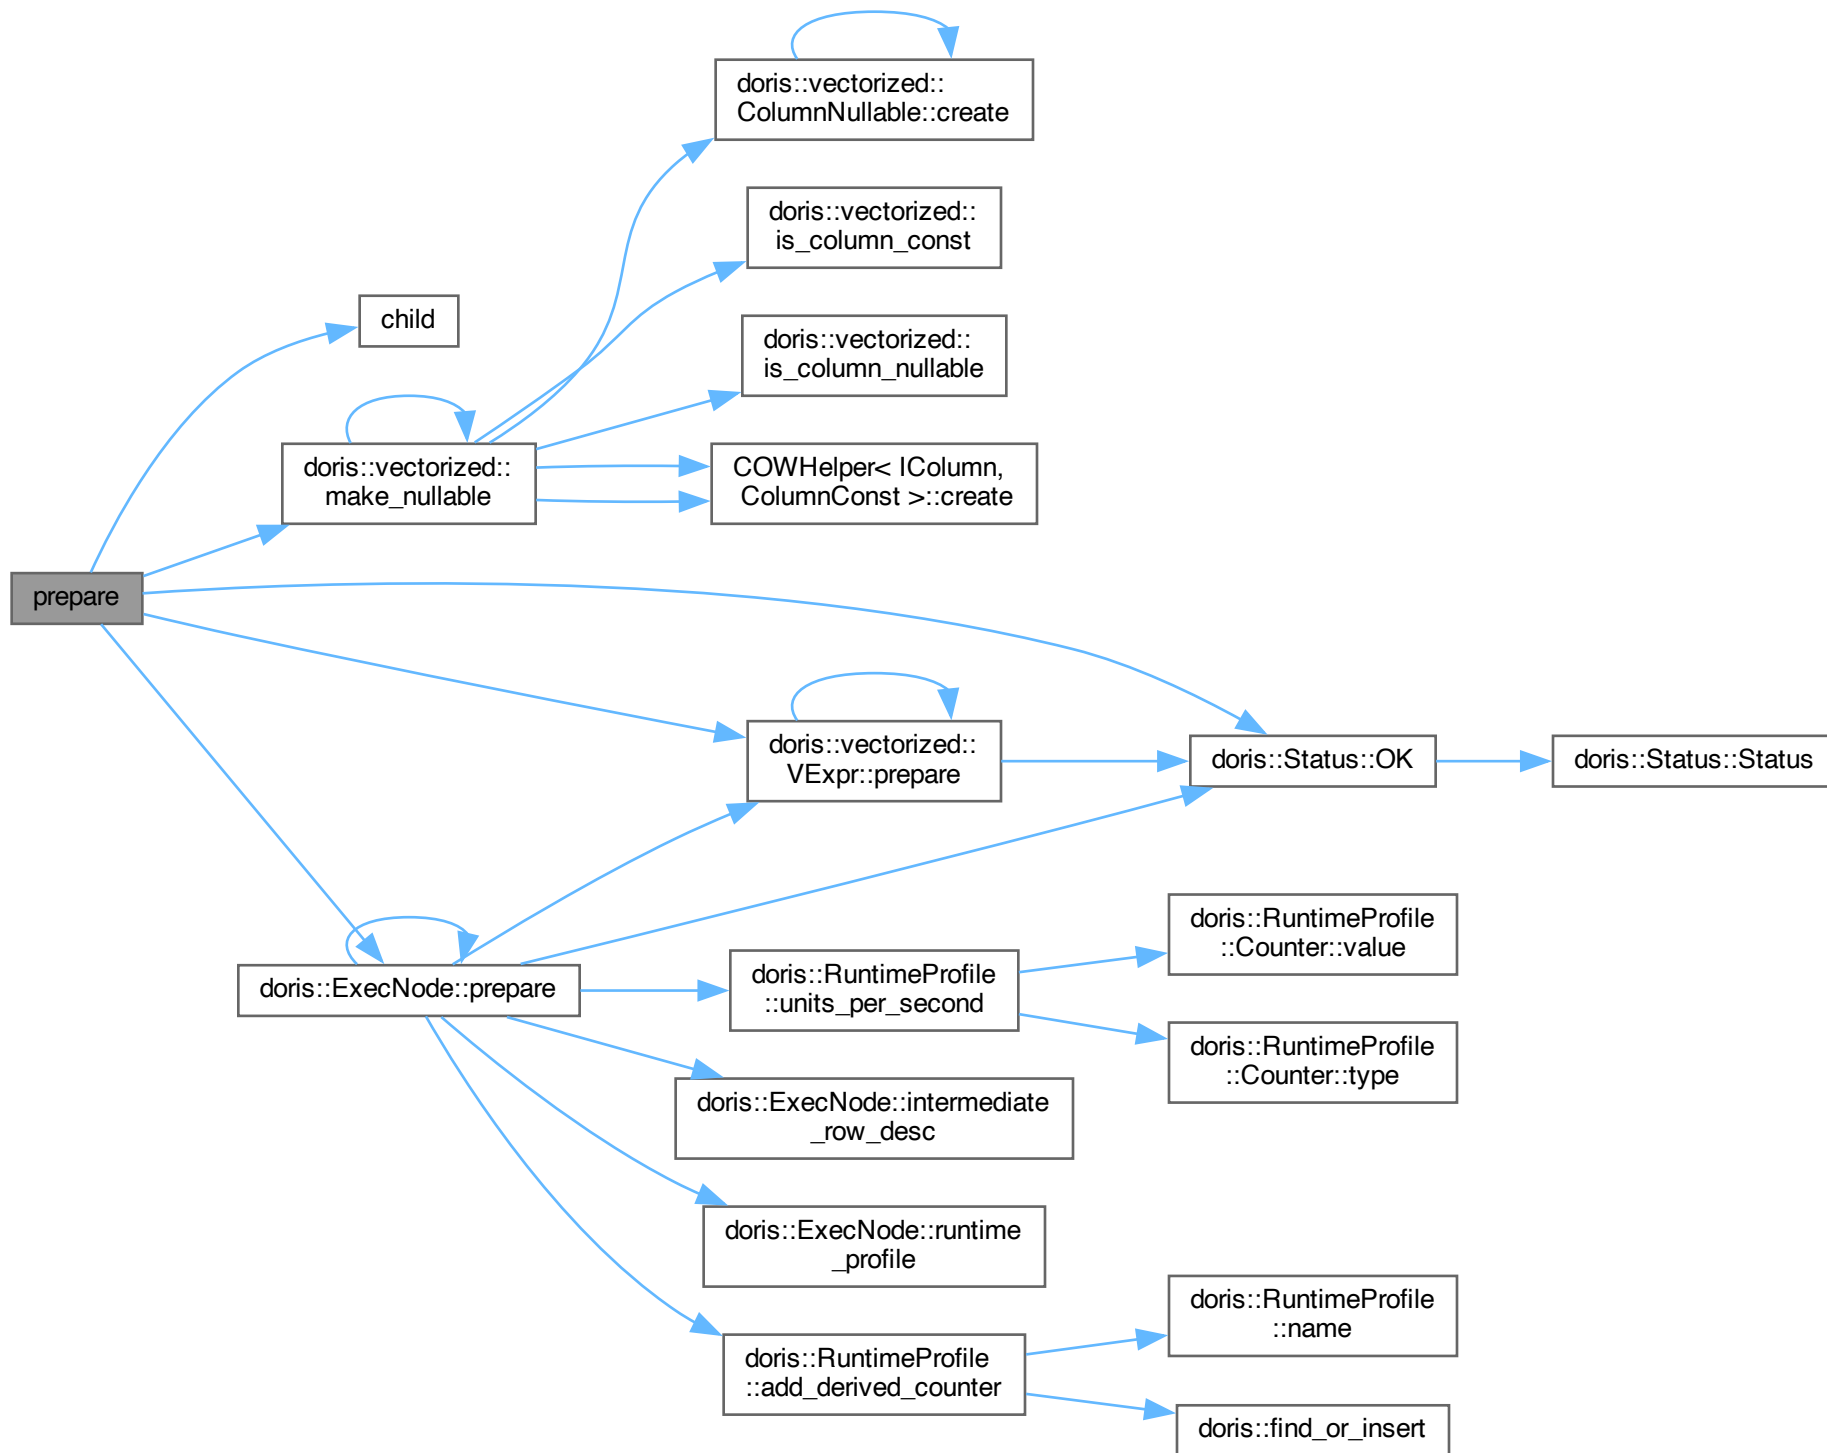 doris::vectorized::
ColumnNullable::create
doris::vectorized::
is_column_const
child
doris::vectorized::
is_column_nullable
doris::vectorized::
make_nullable
COWHelper< IColumn,
ColumnConst >::create
prepare
doris::vectorized::
VExpr::prepare
doris::Status::OK
doris::Status::Status
doris::ExecNode::prepare
doris::RuntimeProfile
::units_per_second
doris::RuntimeProfile
::Counter::value
doris::RuntimeProfile
::Counter::type
doris::ExecNode::intermediate
_row_desc
doris::ExecNode::runtime
_profile
doris::RuntimeProfile
::add_derived_counter
doris::RuntimeProfile
::name
doris::find_or_insert